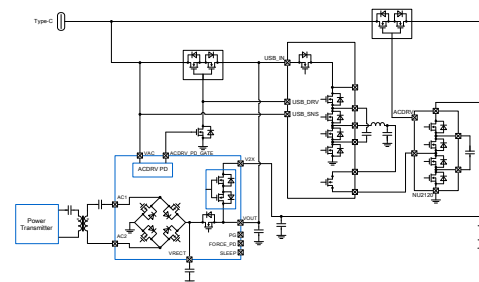 Type-C
USB_IN
USB_DRV
USB_SNS
ACDRV
VAC
ACDRV_PD_GATE
ACDRV PD
V2X
NU2120
AC1
Power
Transmitter
VOUT
AC2
PG
FORCE_PD
VRECT
SLEEP